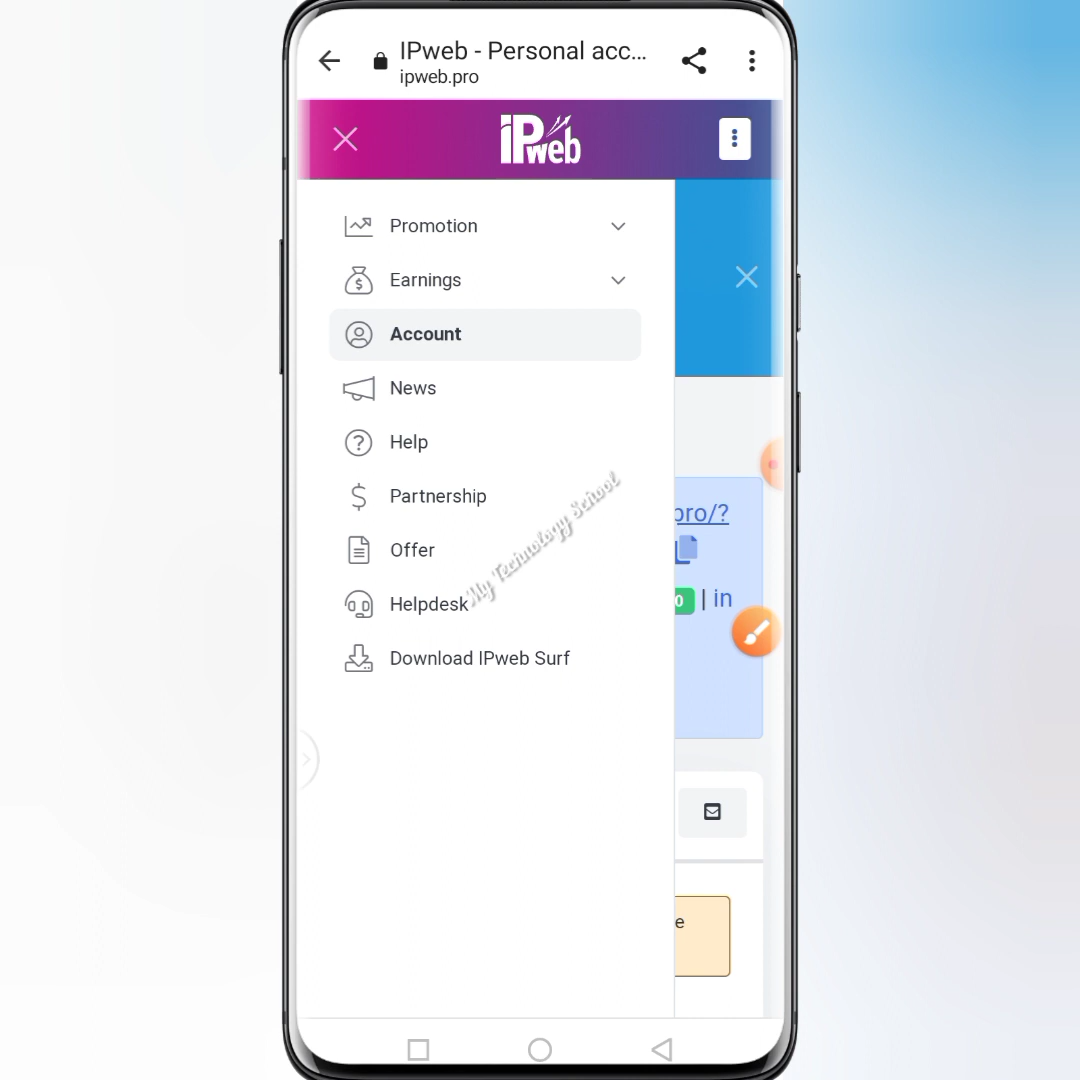 IPweb - Personal acc...
ipweb.pro
iPweb
Promotion
Earnings
Account
News
Help
Partnership
Offer
Helpdesk
Download IPweb Surf
My Technology School
pro/?
0 | in
e